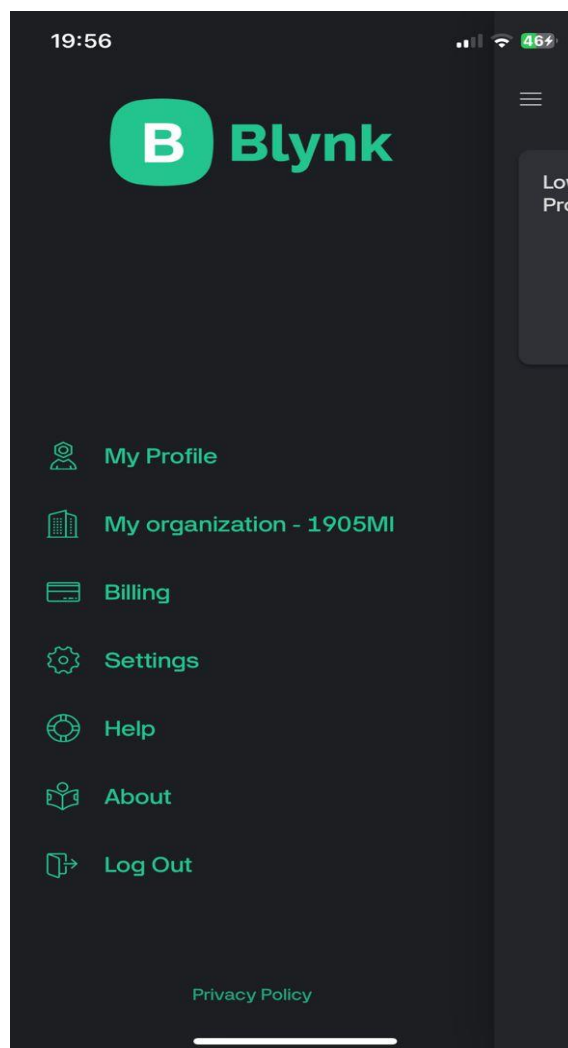 19:56
46
B Blynk
My Profile
My organization - 1905MI
Billing
Settings
Help
About
Log Out
Privacy Policy